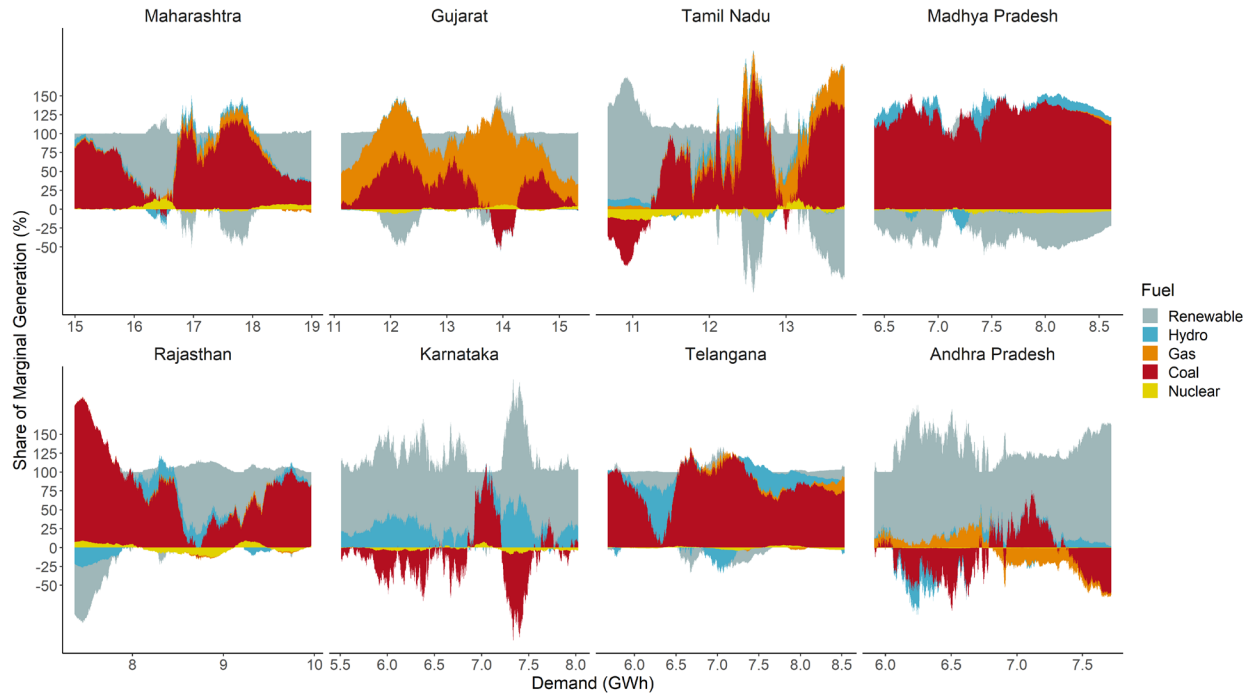 Maharashtra Gujarat Tamil Nadu Madhya Pradesh
150
125
100
75
50
25
0
-25
-50
15 16 17 18 19 11 12 13 14 15 11 12 13 6.5 7.0 7.5 8.0 8.5
Share of Marginal Generation (%)
Fuel
Renewable
Hydro
Gas
Coal
Nuclear
Rajasthan Karnataka Telangana Andhra Pradesh
150
125
100
75
50
25
0
-25
-50
8 9 10 5.5 6.0 6.5 7.0 7.5 8.0 6.0 6.5 7.0 7.5 8.0 8.5 6.0 6.5 7.0 7.5
Demand (GWh)